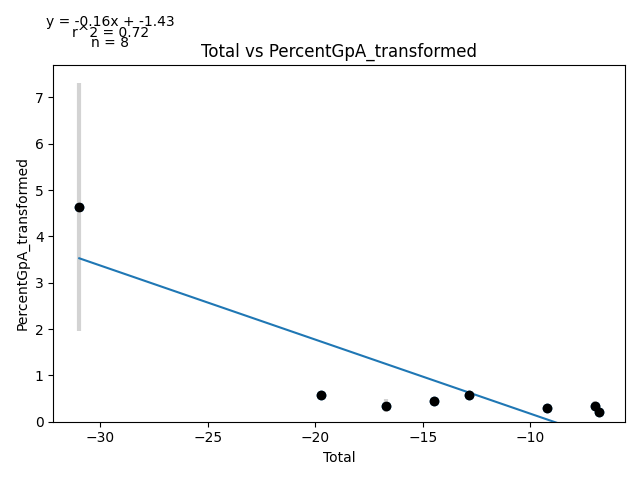 y = -0.16x + -1.43
r^2 = 0.72
n = 8
Total vs PercentGpA_transformed
PercentGpA_transformed
7
6
5
4
3
2
1
0
−30
−25
−20
−15
−10
Total